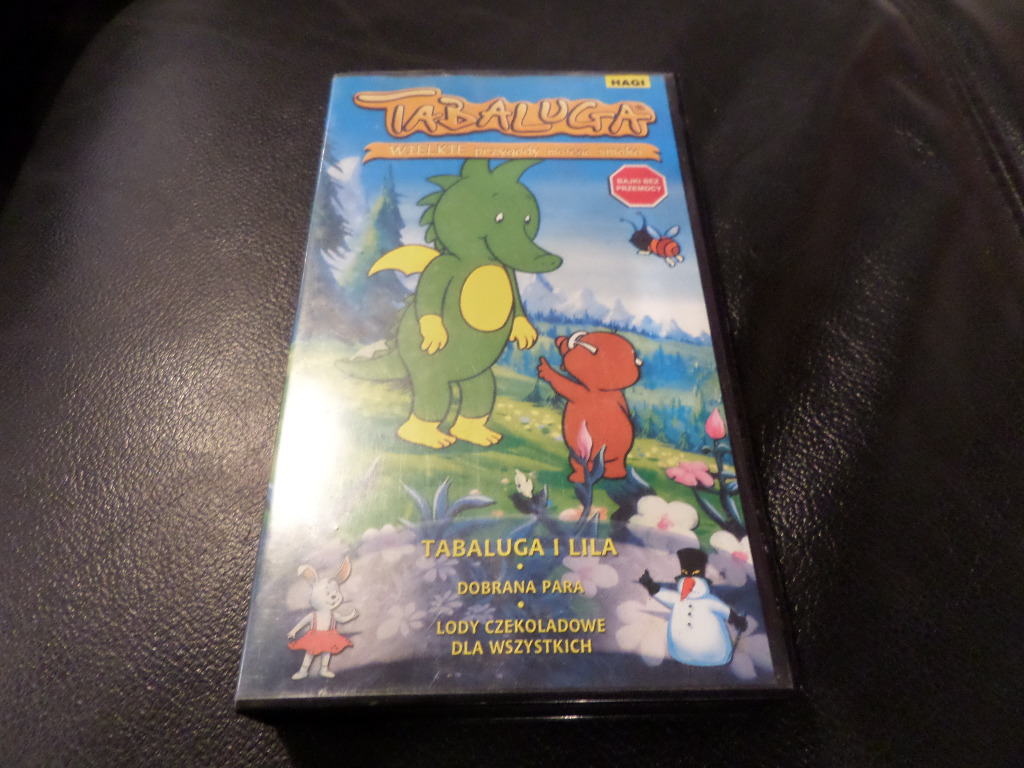 HAGI
TABALUGA
WIELKIE przygody małego smoka
BAJKI BEZ
PRZEMOCY
TABALUGA I LILA
•
DOBRANA PARA
•
LODY CZEKOLADOWE
DLA WSZYSTKICH